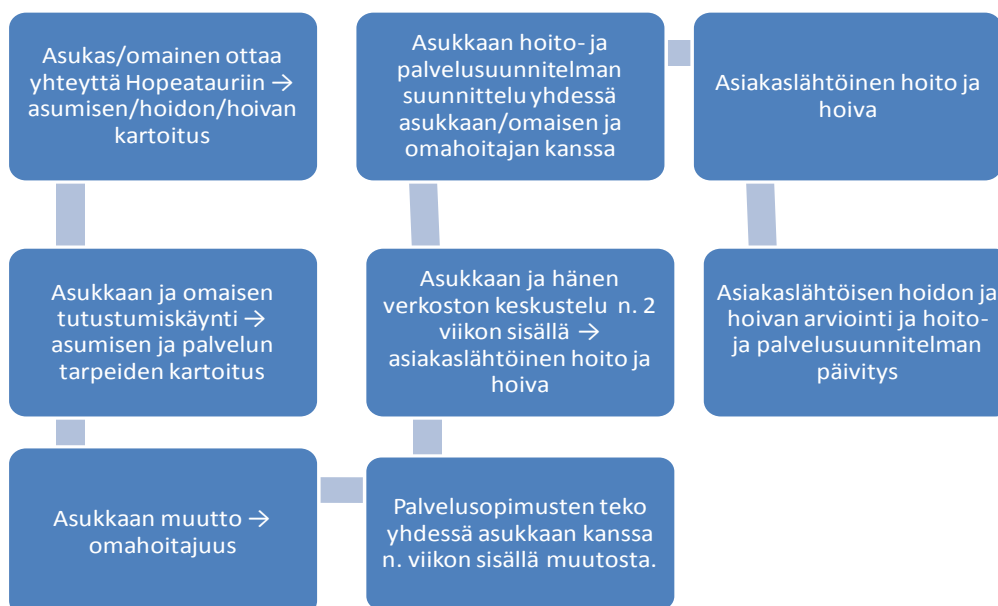 Asukas/omainen ottaa
yhteyttä Hopeatauriin →
asumisen/hoidon/hoivan
kartoitus
Asukkaan ja omaisen
tutustumiskäynti →
asumisen ja palvelun
tarpeiden kartoitus
Asukkaan muutto →
omahoitajuus
Palvelusopimusten teko
yhdessä asukkaan kanssa
n. viikon sisällä muutosta.
Asukkaan ja hänen
verkoston keskustelu n. 2
viikon sisällä →
asiakaslähtöinen hoito ja
hoiva
Asukkaan hoito- ja
palvelusuunnitelman
suunnittelu yhdessä
asukkaan/omaisen ja
omahoitajan kanssa
Asiakaslähtöinen hoito ja
hoiva
Asiakaslähtöisen hoidon ja
hoivan arviointi ja hoito-
ja palvelusuunnitelman
päivitys